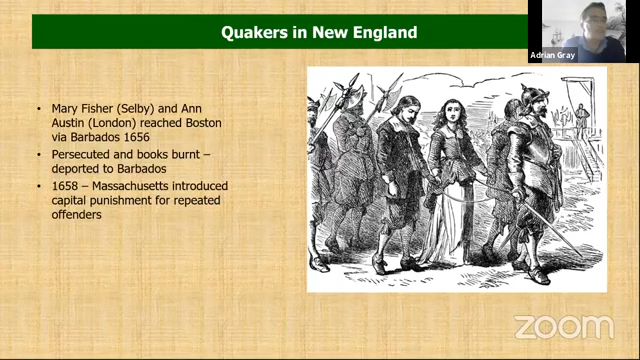 Quakers in New England
Adrian Gray
• Mary Fisher (Selby) and Ann
Austin (London) reached Boston
via Barbados 1656
• Persecuted and books burnt –
deported to Barbados
• 1658 – Massachusetts introduced
capital punishment for repeated
offenders
zoom